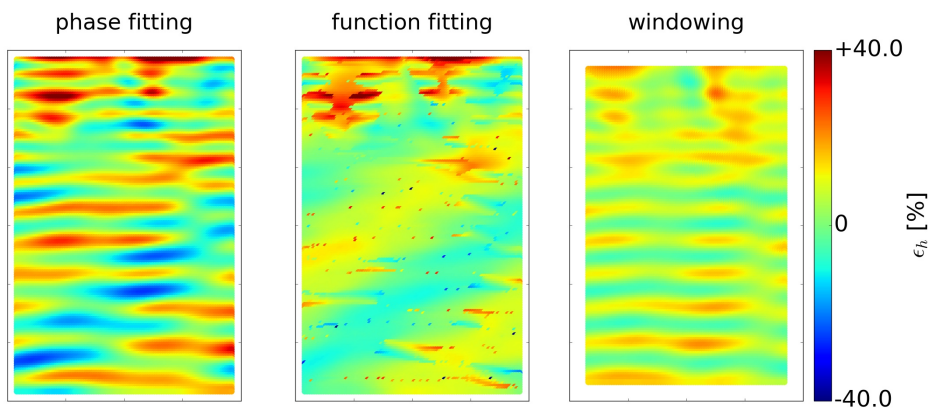 phase fitting
function fitting
windowing
+40.0
0
-40.0
ϵh [%]